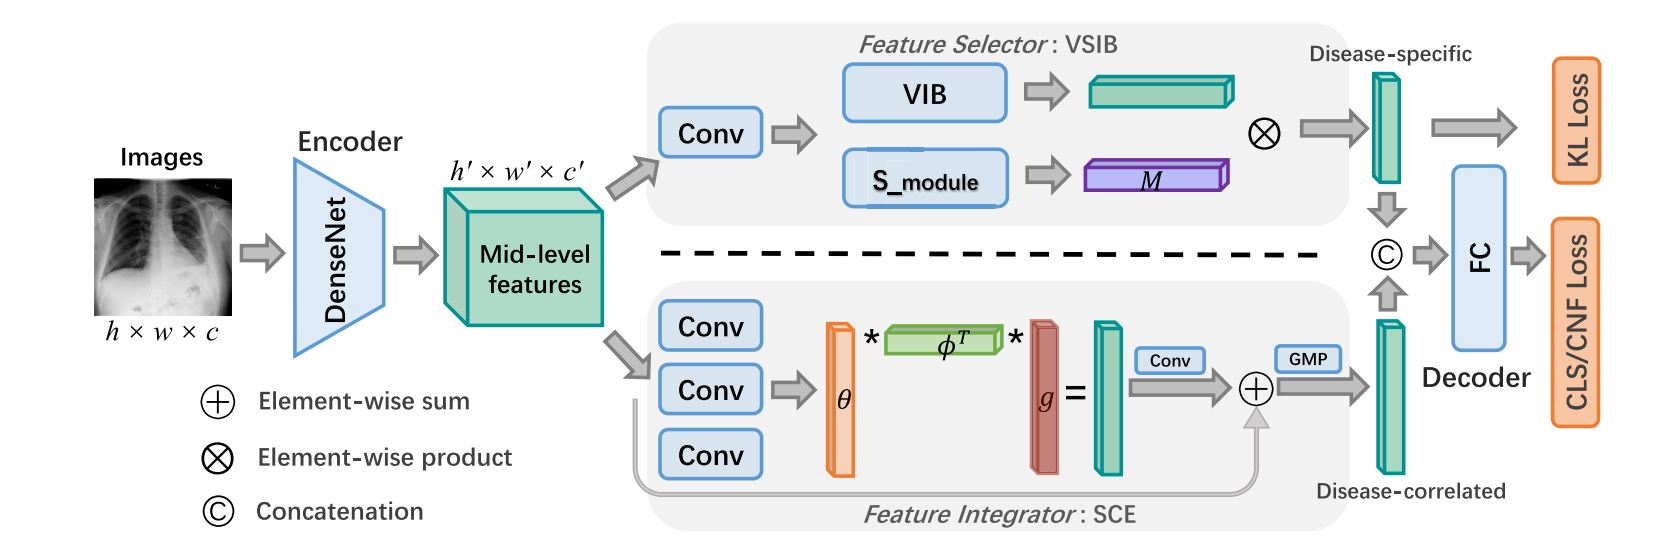 Images
h × w × c
Encoder
DenseNet
h′ × w′ × c′
Mid-level
features
Element-wise sum
Element-wise product
C
Concatenation
Feature Selector : VSIB
Conv
VIB
S_module
M
Disease-specific
KL Loss
Conv
Conv
Conv
θ
*
ϕᵀ
*
g
=
Conv
GMP
Feature Integrator : SCE
Disease-correlated
C
FC
Decoder
CLS/CNF Loss